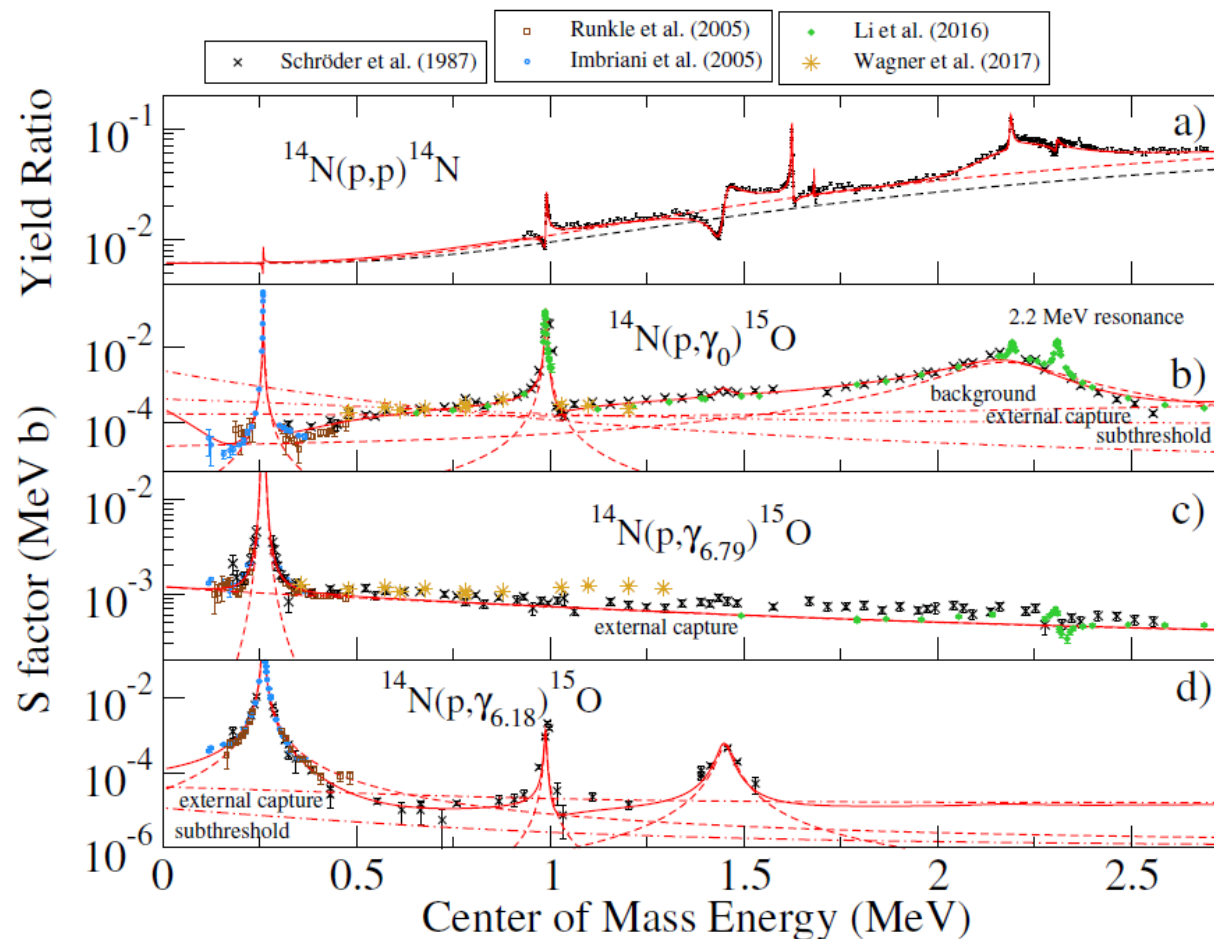 Schröder et al. (1987)
Runkle et al. (2005)
Imbriani et al. (2005)
Li et al. (2016)
Wagner et al. (2017)
Yield Ratio
10⁻¹
10⁻²
¹⁴N(p,p)¹⁴N
a)
S factor (MeV b)
10⁻²
10⁻⁴
¹⁴N(p,γ₀)¹⁵O
2.2 MeV resonance
b)
background
external capture
subthreshold
10⁻²
10⁻³
¹⁴N(p,γ₆.₇₉)¹⁵O
c)
external capture
10⁻²
10⁻⁴
10⁻⁶
¹⁴N(p,γ₆.₁₈)¹⁵O
d)
external capture
subthreshold
0 0.5 1 1.5 2 2.5
Center of Mass Energy (MeV)